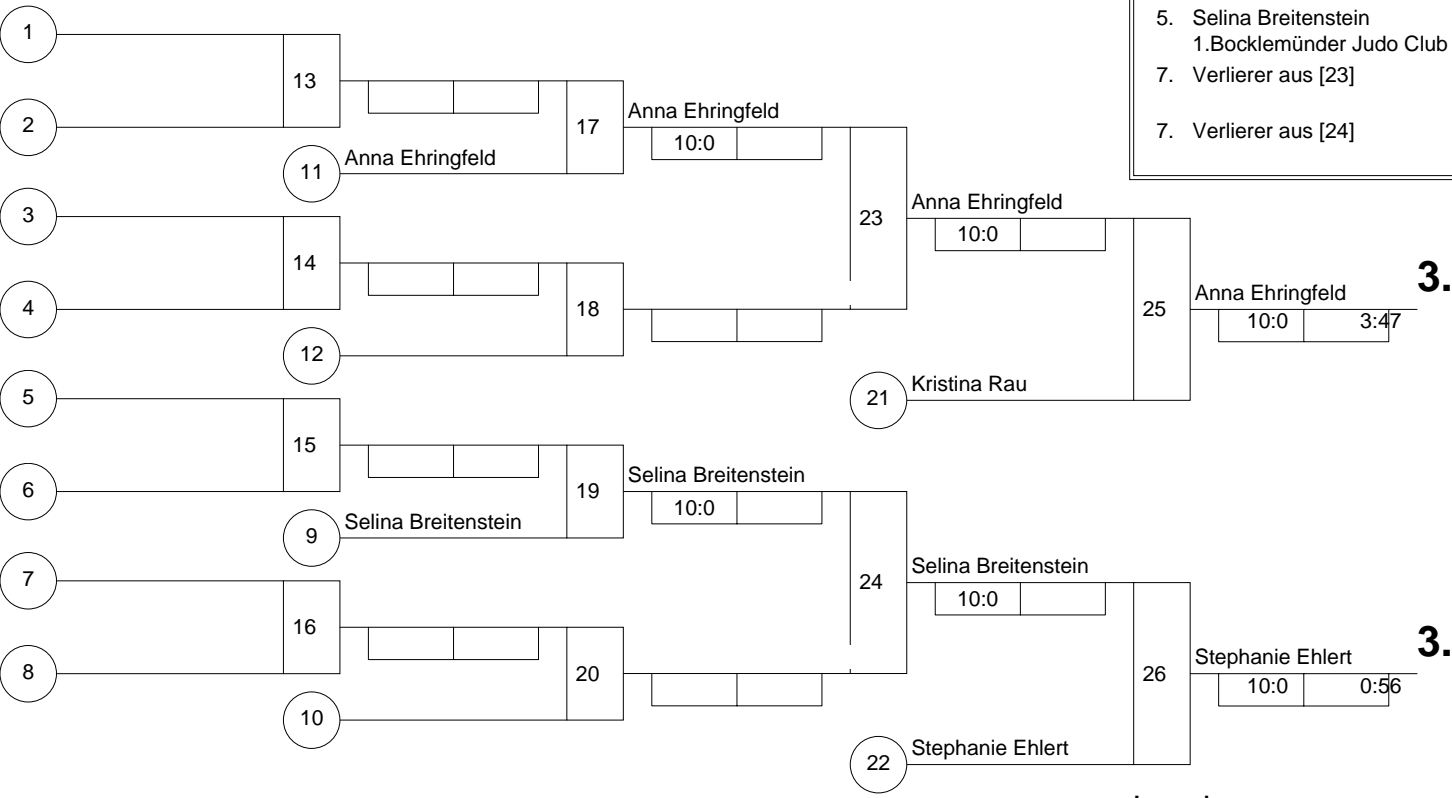 5. Selina Breitenstein
1.Bocklemünder Judo Club
7. Verlierer aus [23]
7. Verlierer aus [24]
1
13
2
17
Anna Ehringfeld
10:0
11
Anna Ehringfeld
3
23
Anna Ehringfeld
10:0
14
4
18
25
Anna Ehringfeld
3.
10:0 3:47
12
5
21
Kristina Rau
15
6
19
Selina Breitenstein
10:0
9
Selina Breitenstein
7
24
Selina Breitenstein
10:0
16
8
20
26
Stephanie Ehlert
3.
10:0 0:56
10
22
Stephanie Ehlert